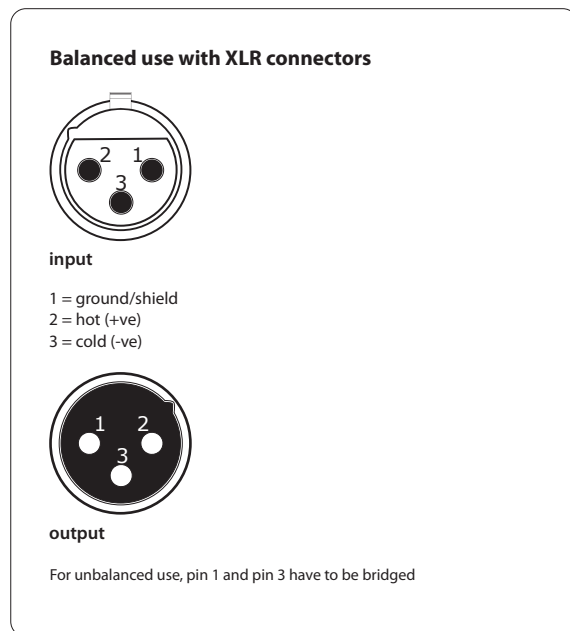 Balanced use with XLR connectors
2 1
3
input
1 = ground/shield
2 = hot (+ve)
3 = cold (-ve)
1 2
3
output
For unbalanced use, pin 1 and pin 3 have to be bridged